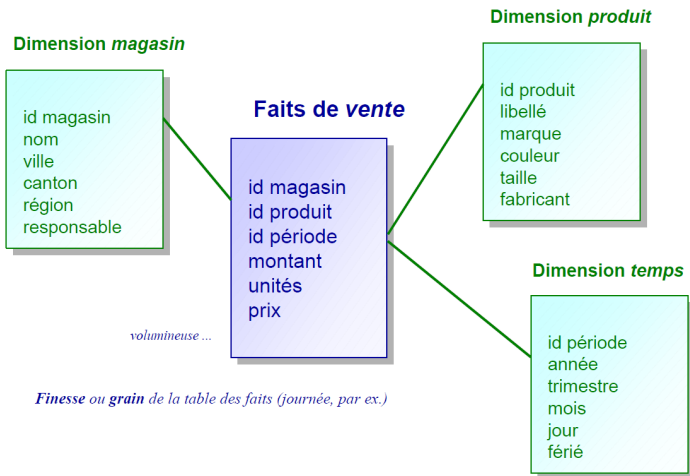 Dimension magasin
id magasin
nom
ville
canton
région
responsable
Faits de vente
id magasin
id produit
id période
montant
unités
prix
Dimension produit
id produit
libellé
marque
couleur
taille
fabricant
Dimension temps
id période
année
trimestre
mois
jour
férié
volumineuse ...
Finesse ou grain de la table des faits (journée, par ex.)